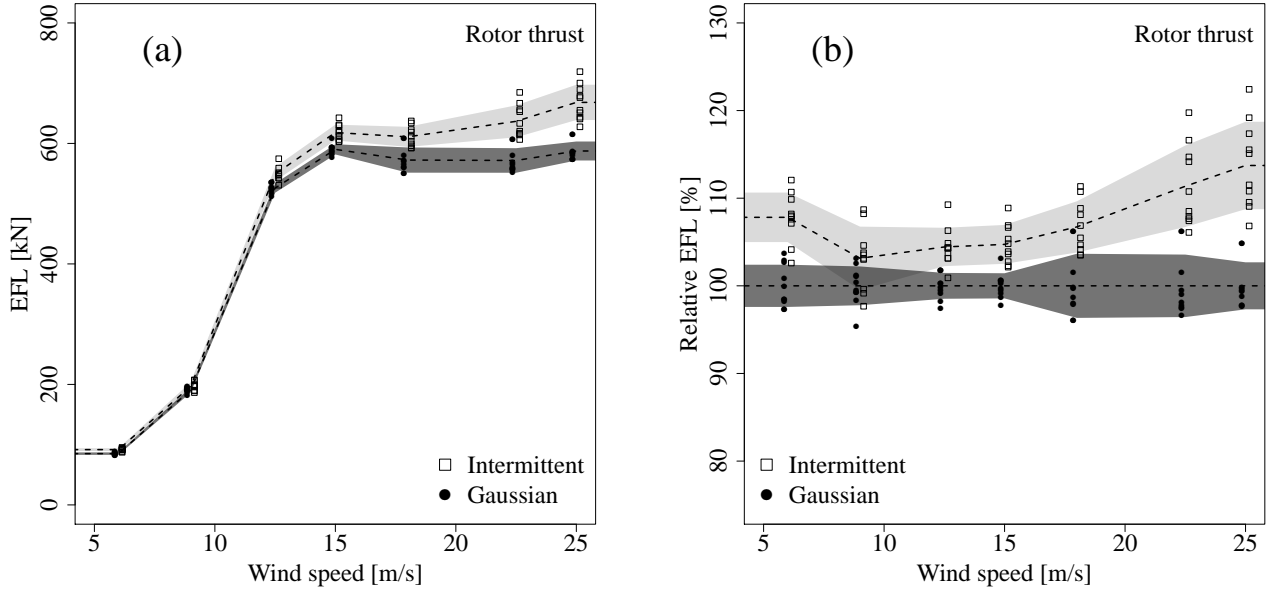 (a)
Rotor thrust
EFL [kN]
800
600
400
200
0
Intermittent
Gaussian
5 10 15 20 25
Wind speed [m/s]
(b)
Rotor thrust
Relative EFL [%]
130
120
110
100
90
80
Intermittent
Gaussian
5 10 15 20 25
Wind speed [m/s]